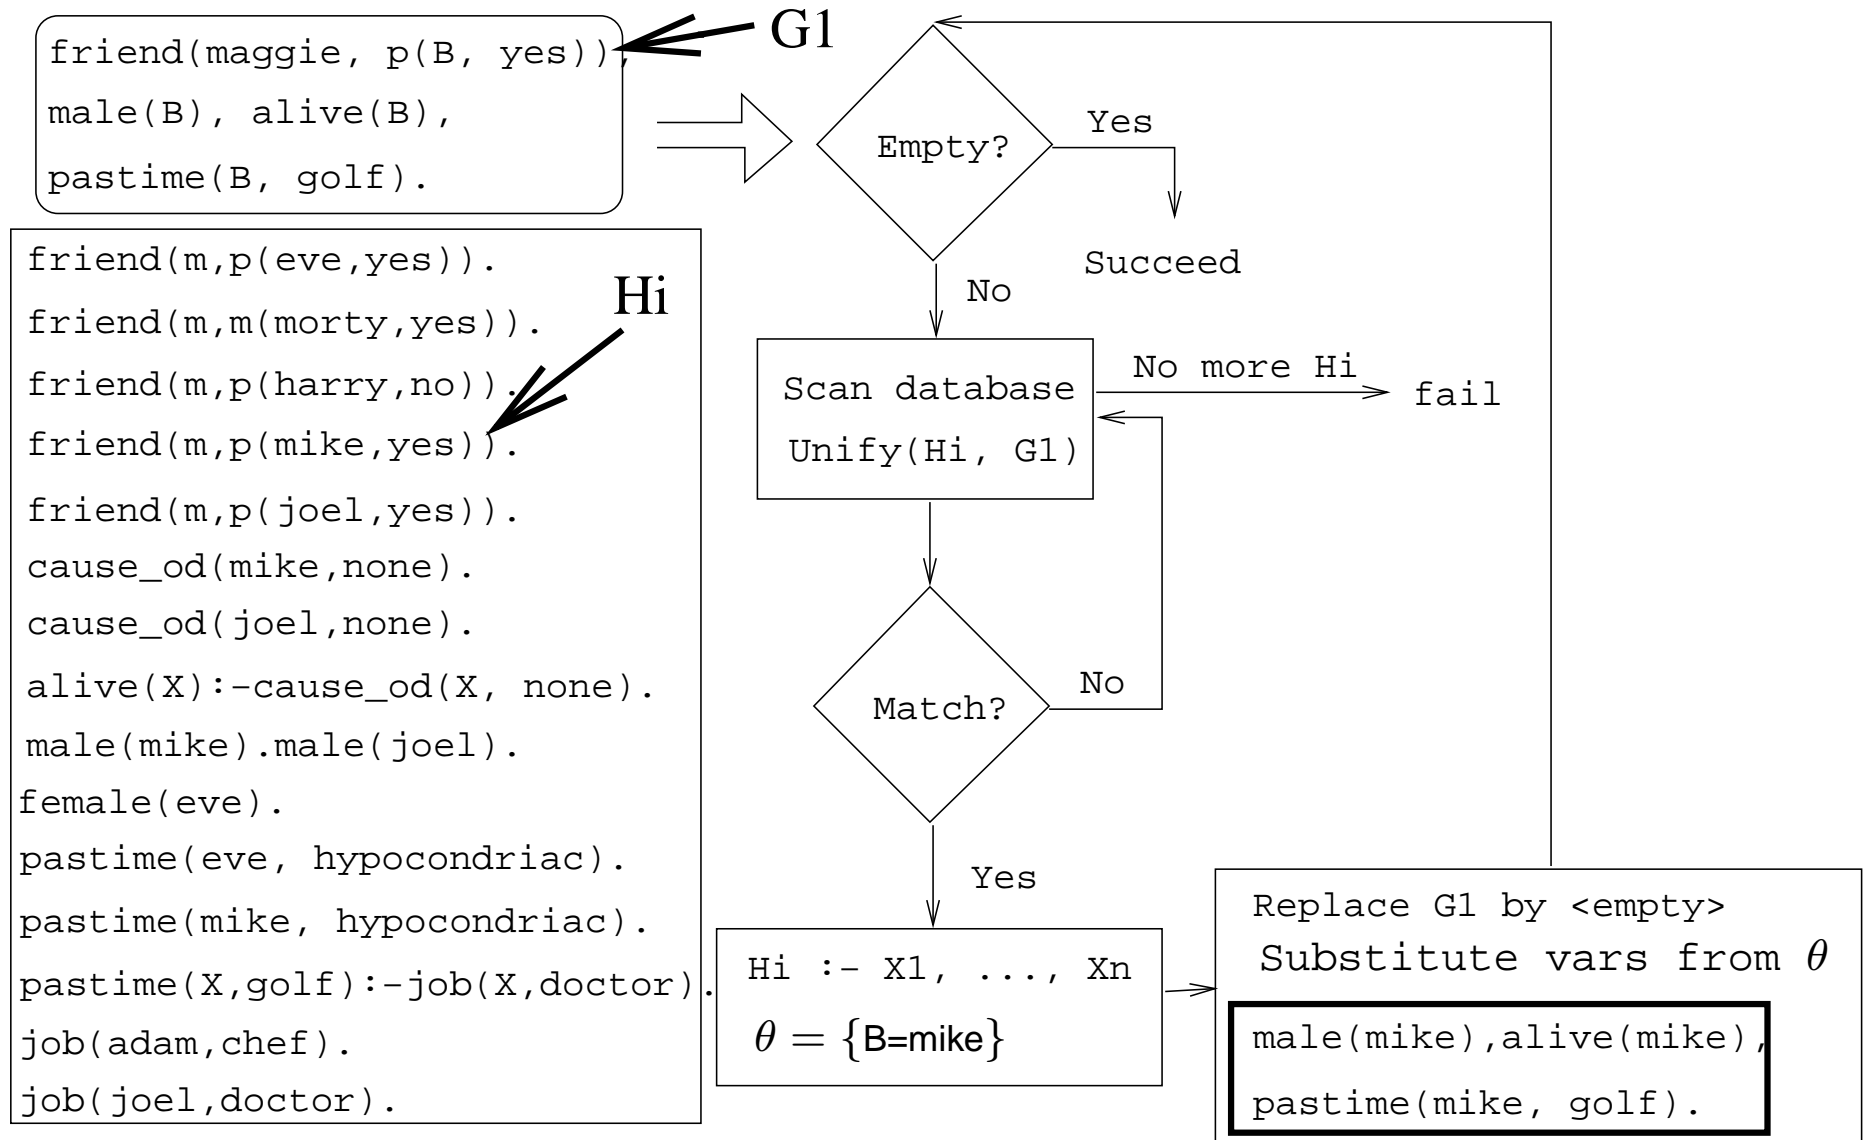 G1
friend(maggie, p(B, yes)),
male(B), alive(B),
pastime(B, golf).
Hi
friend(m,p(eve,yes)).
friend(m,m(morty,yes)).
friend(m,p(harry,no)).
friend(m,p(mike,yes)).
friend(m,p(joel,yes)).
cause_od(mike,none).
cause_od(joel,none).
alive(X):-cause_od(X, none).
male(mike).male(joel).
female(eve).
pastime(eve, hypocondriac).
pastime(mike, hypocondriac).
pastime(X,golf):-job(X,doctor).
job(adam,chef).
job(joel,doctor).
Empty?
Yes
Succeed
No
Scan database
Unify(Hi, G1)
No more Hi
fail
Match?
No
Yes
Hi :- X1, ..., Xn
θ = {B=mike}
Replace G1 by <empty>
Substitute vars from θ
male(mike),alive(mike),
pastime(mike, golf).